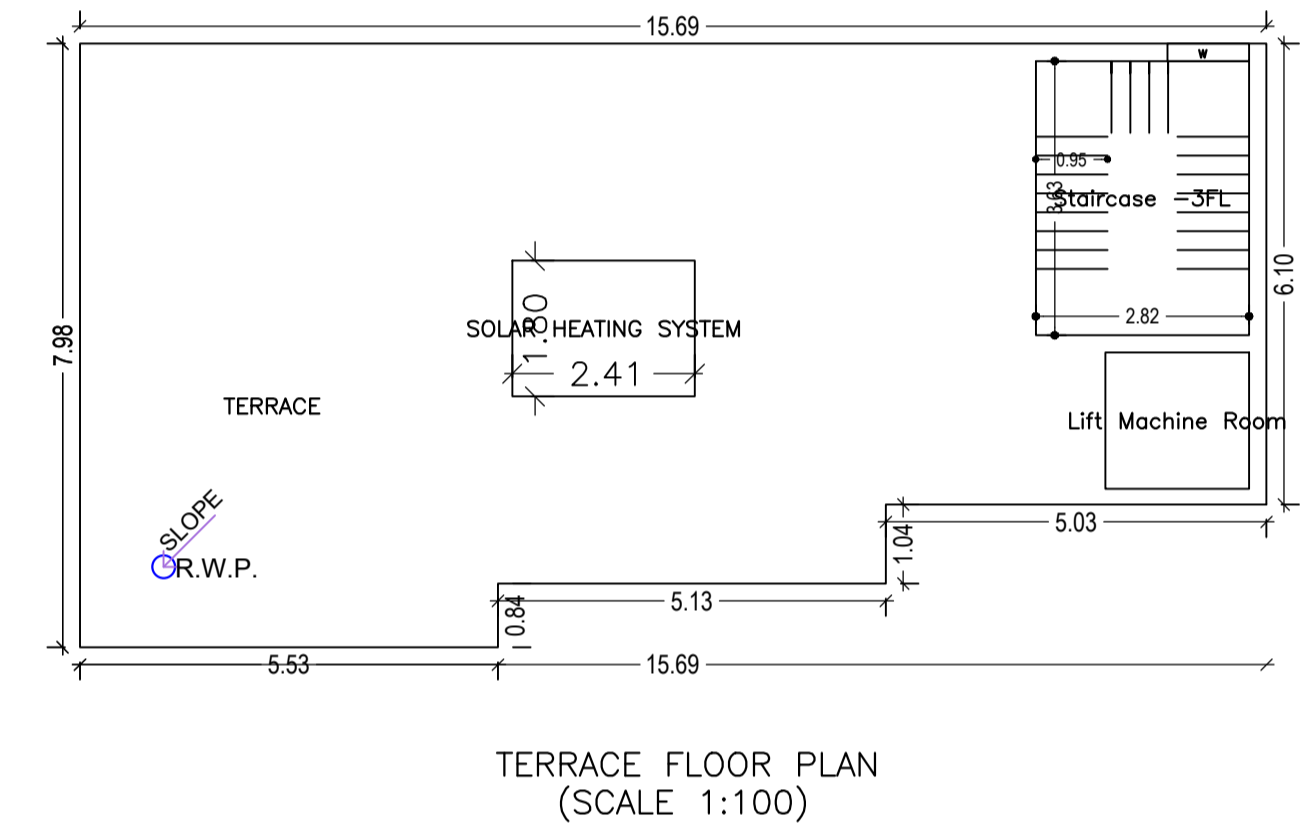 15.69
W
0.95
3.63
Staircase -3FL
6.10
1.80
SOLAR HEATING SYSTEM
2.82
7.98
2.41
TERRACE
Lift Machine Room
SLOPE
R.W.P.
5.03
1.04
5.13
0.84
5.53
15.69
TERRACE FLOOR PLAN
(SCALE 1:100)